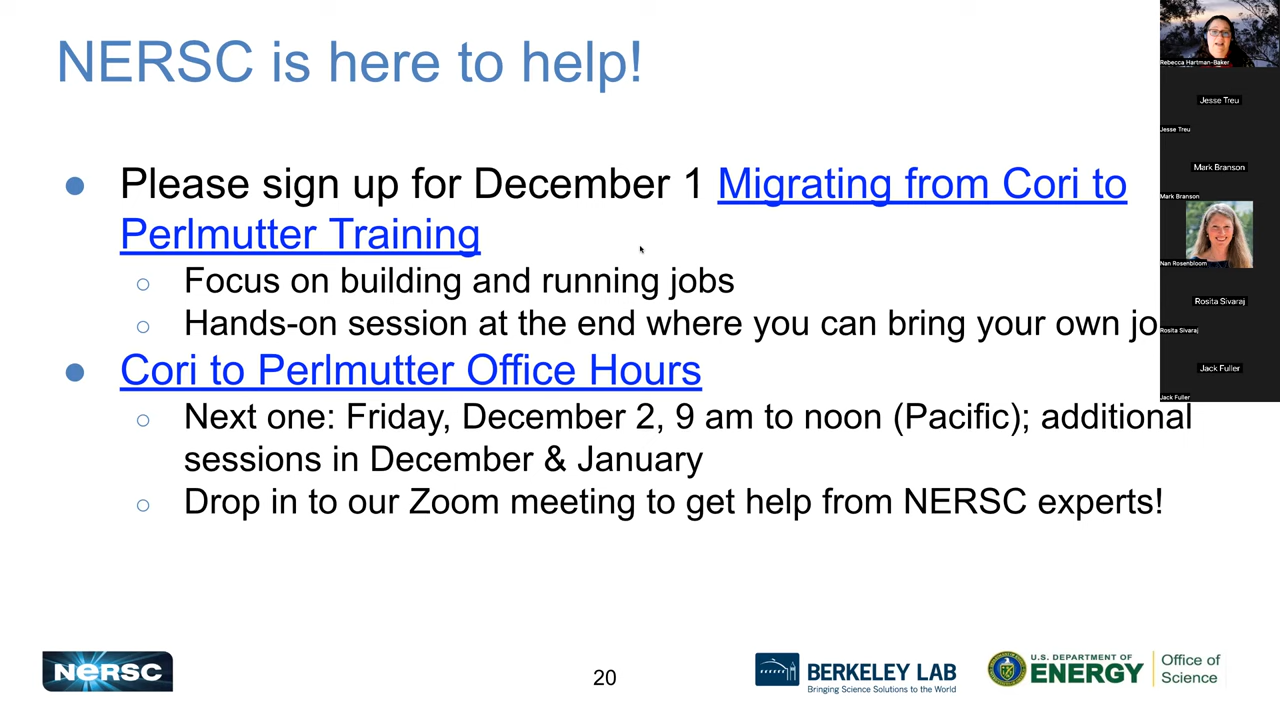 NERSC is here to help!
Please sign up for December 1 Migrating from Cori to
Perlmutter Training
Focus on building and running jobs
Hands-on session at the end where you can bring your own jo
Cori to Perlmutter Office Hours
Next one: Friday, December 2, 9 am to noon (Pacific); additional
sessions in December & January
Drop in to our Zoom meeting to get help from NERSC experts!
Rebecca Hartman-Baker
Jesse Treu
Jesse Treu
Mark Branson
Mark Branson
Nan Rosenbloom
Rosita Sivaraj
Rosita Sivaraj
Jack Fuller
Jack Fuller
NERSC
20
BERKELEY LAB
Bringing Science Solutions to the World
U.S. DEPARTMENT OF
ENERGY
Office of
Science